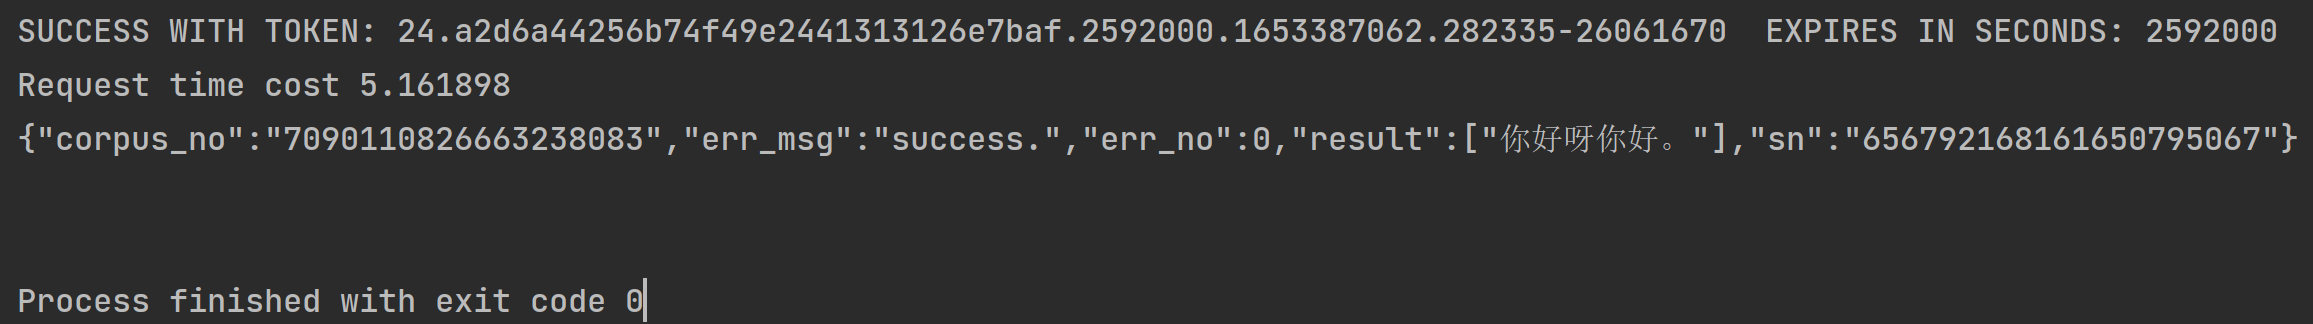 SUCCESS WITH TOKEN: 24.a2d6a44256b74f49e2441313126e7baf.2592000.1653387062.282335-26061670  EXPIRES IN SECONDS: 2592000
Request time cost 5.161898
{"corpus_no":"7090110826663238083","err_msg":"success.","err_no":0,"result":["你好呀你好。"],"sn":"656792168161650795067"}
Process finished with exit code 0